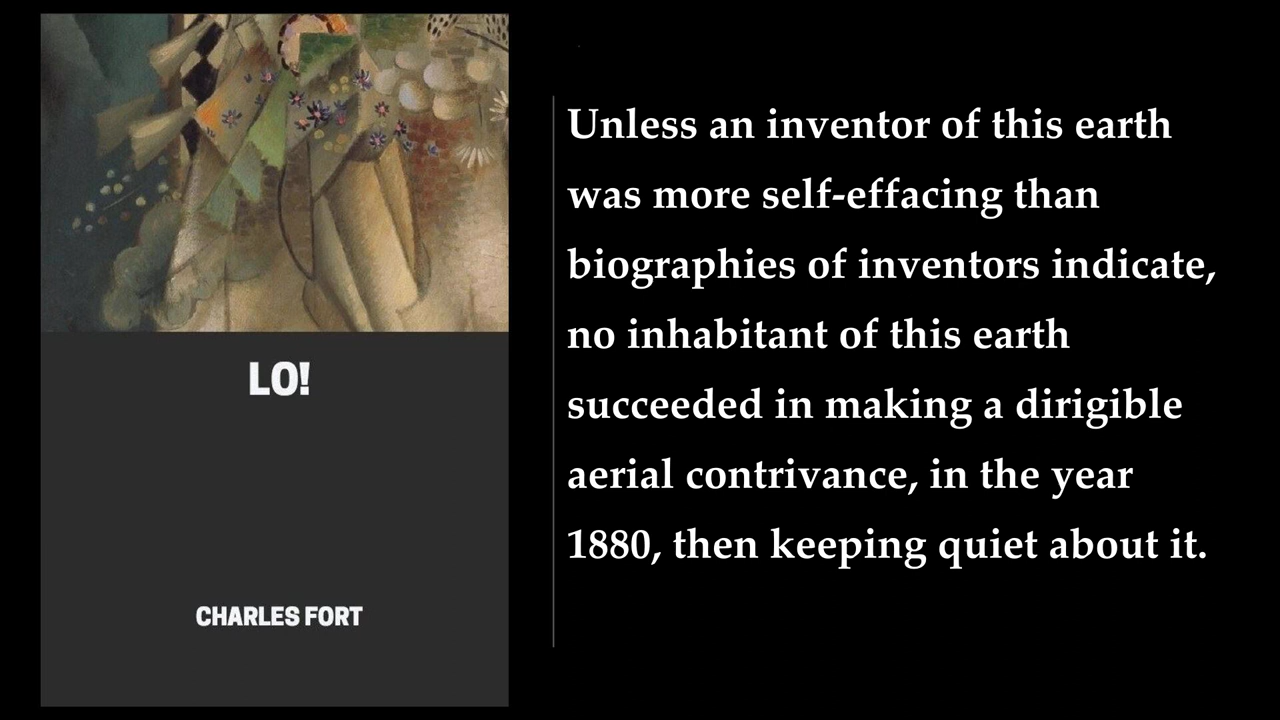 LO!
CHARLES FORT
Unless an inventor of this earth
was more self-effacing than
biographies of inventors indicate,
no inhabitant of this earth
succeeded in making a dirigible
aerial contrivance, in the year
1880, then keeping quiet about it.